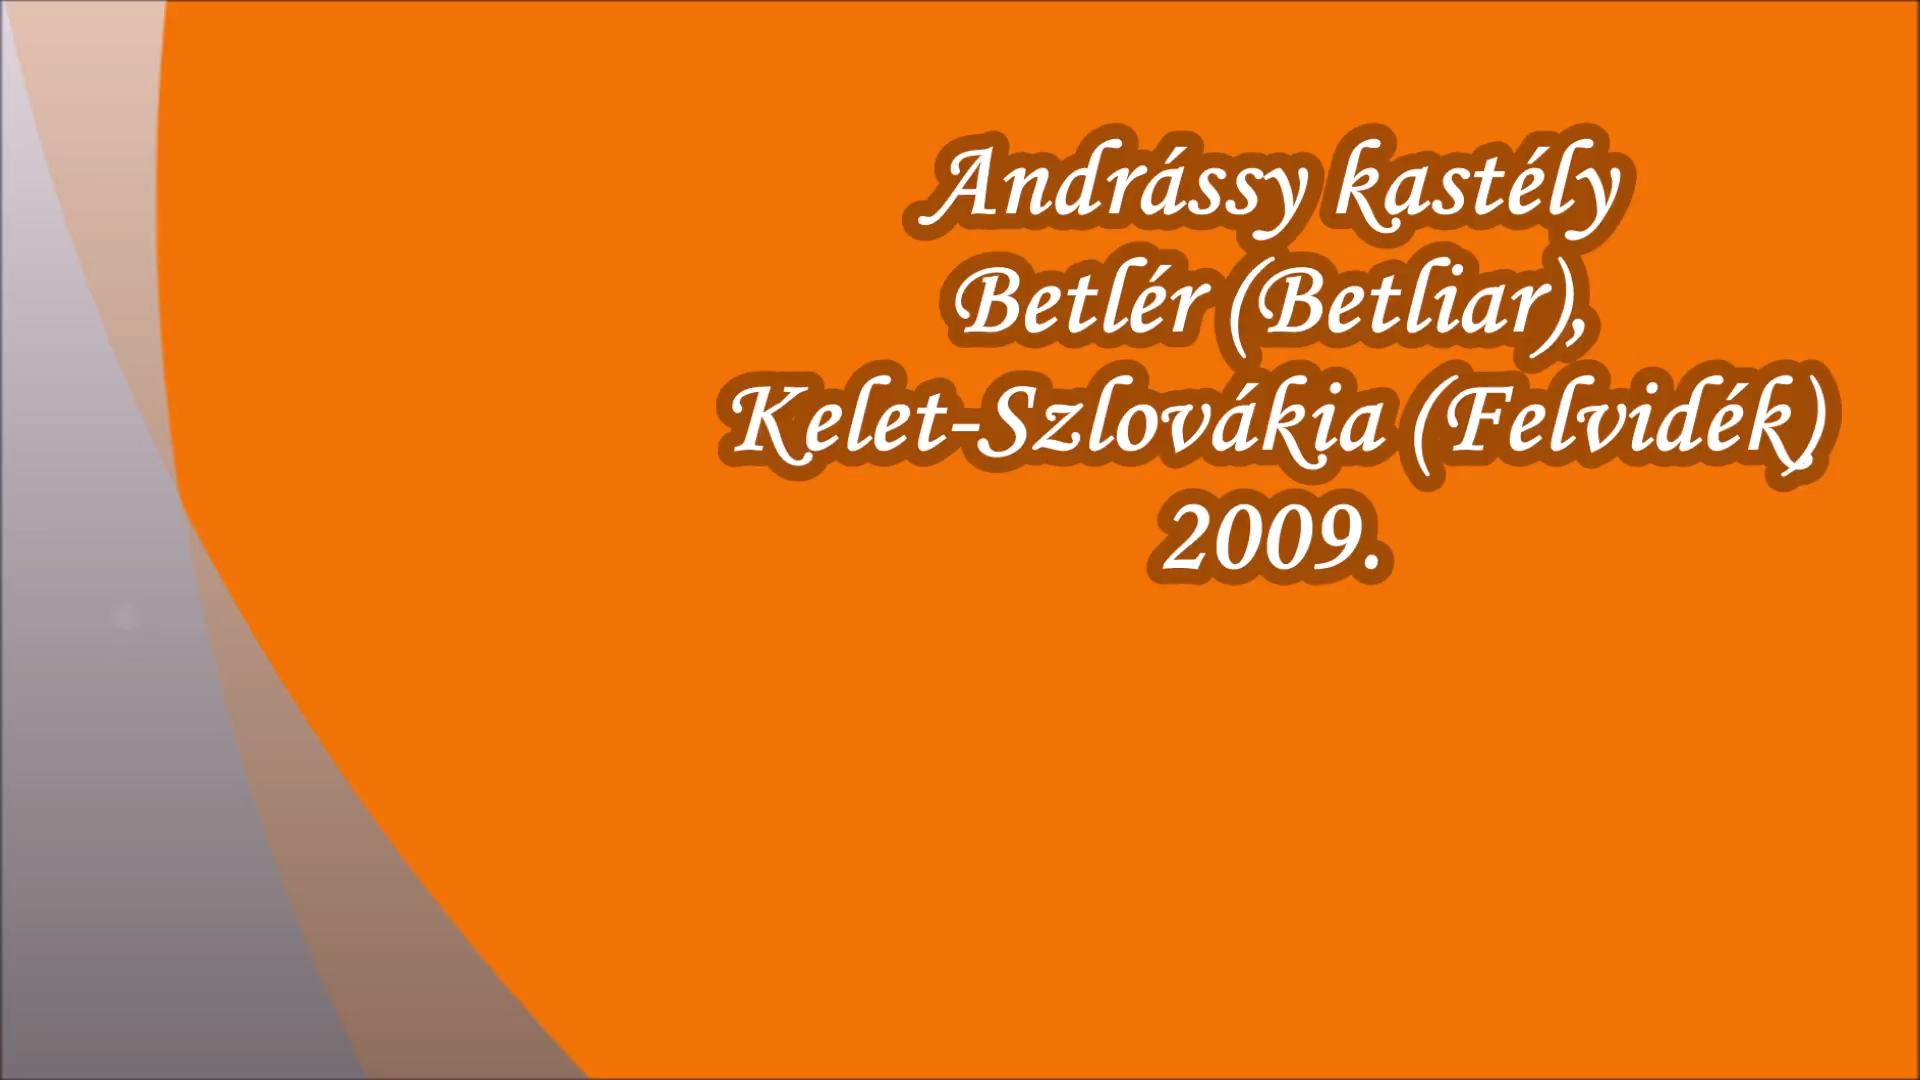 Andrássy kastély
Betlér (Betliar),
Kelet-Szlovákia (Felvidék)
2009.